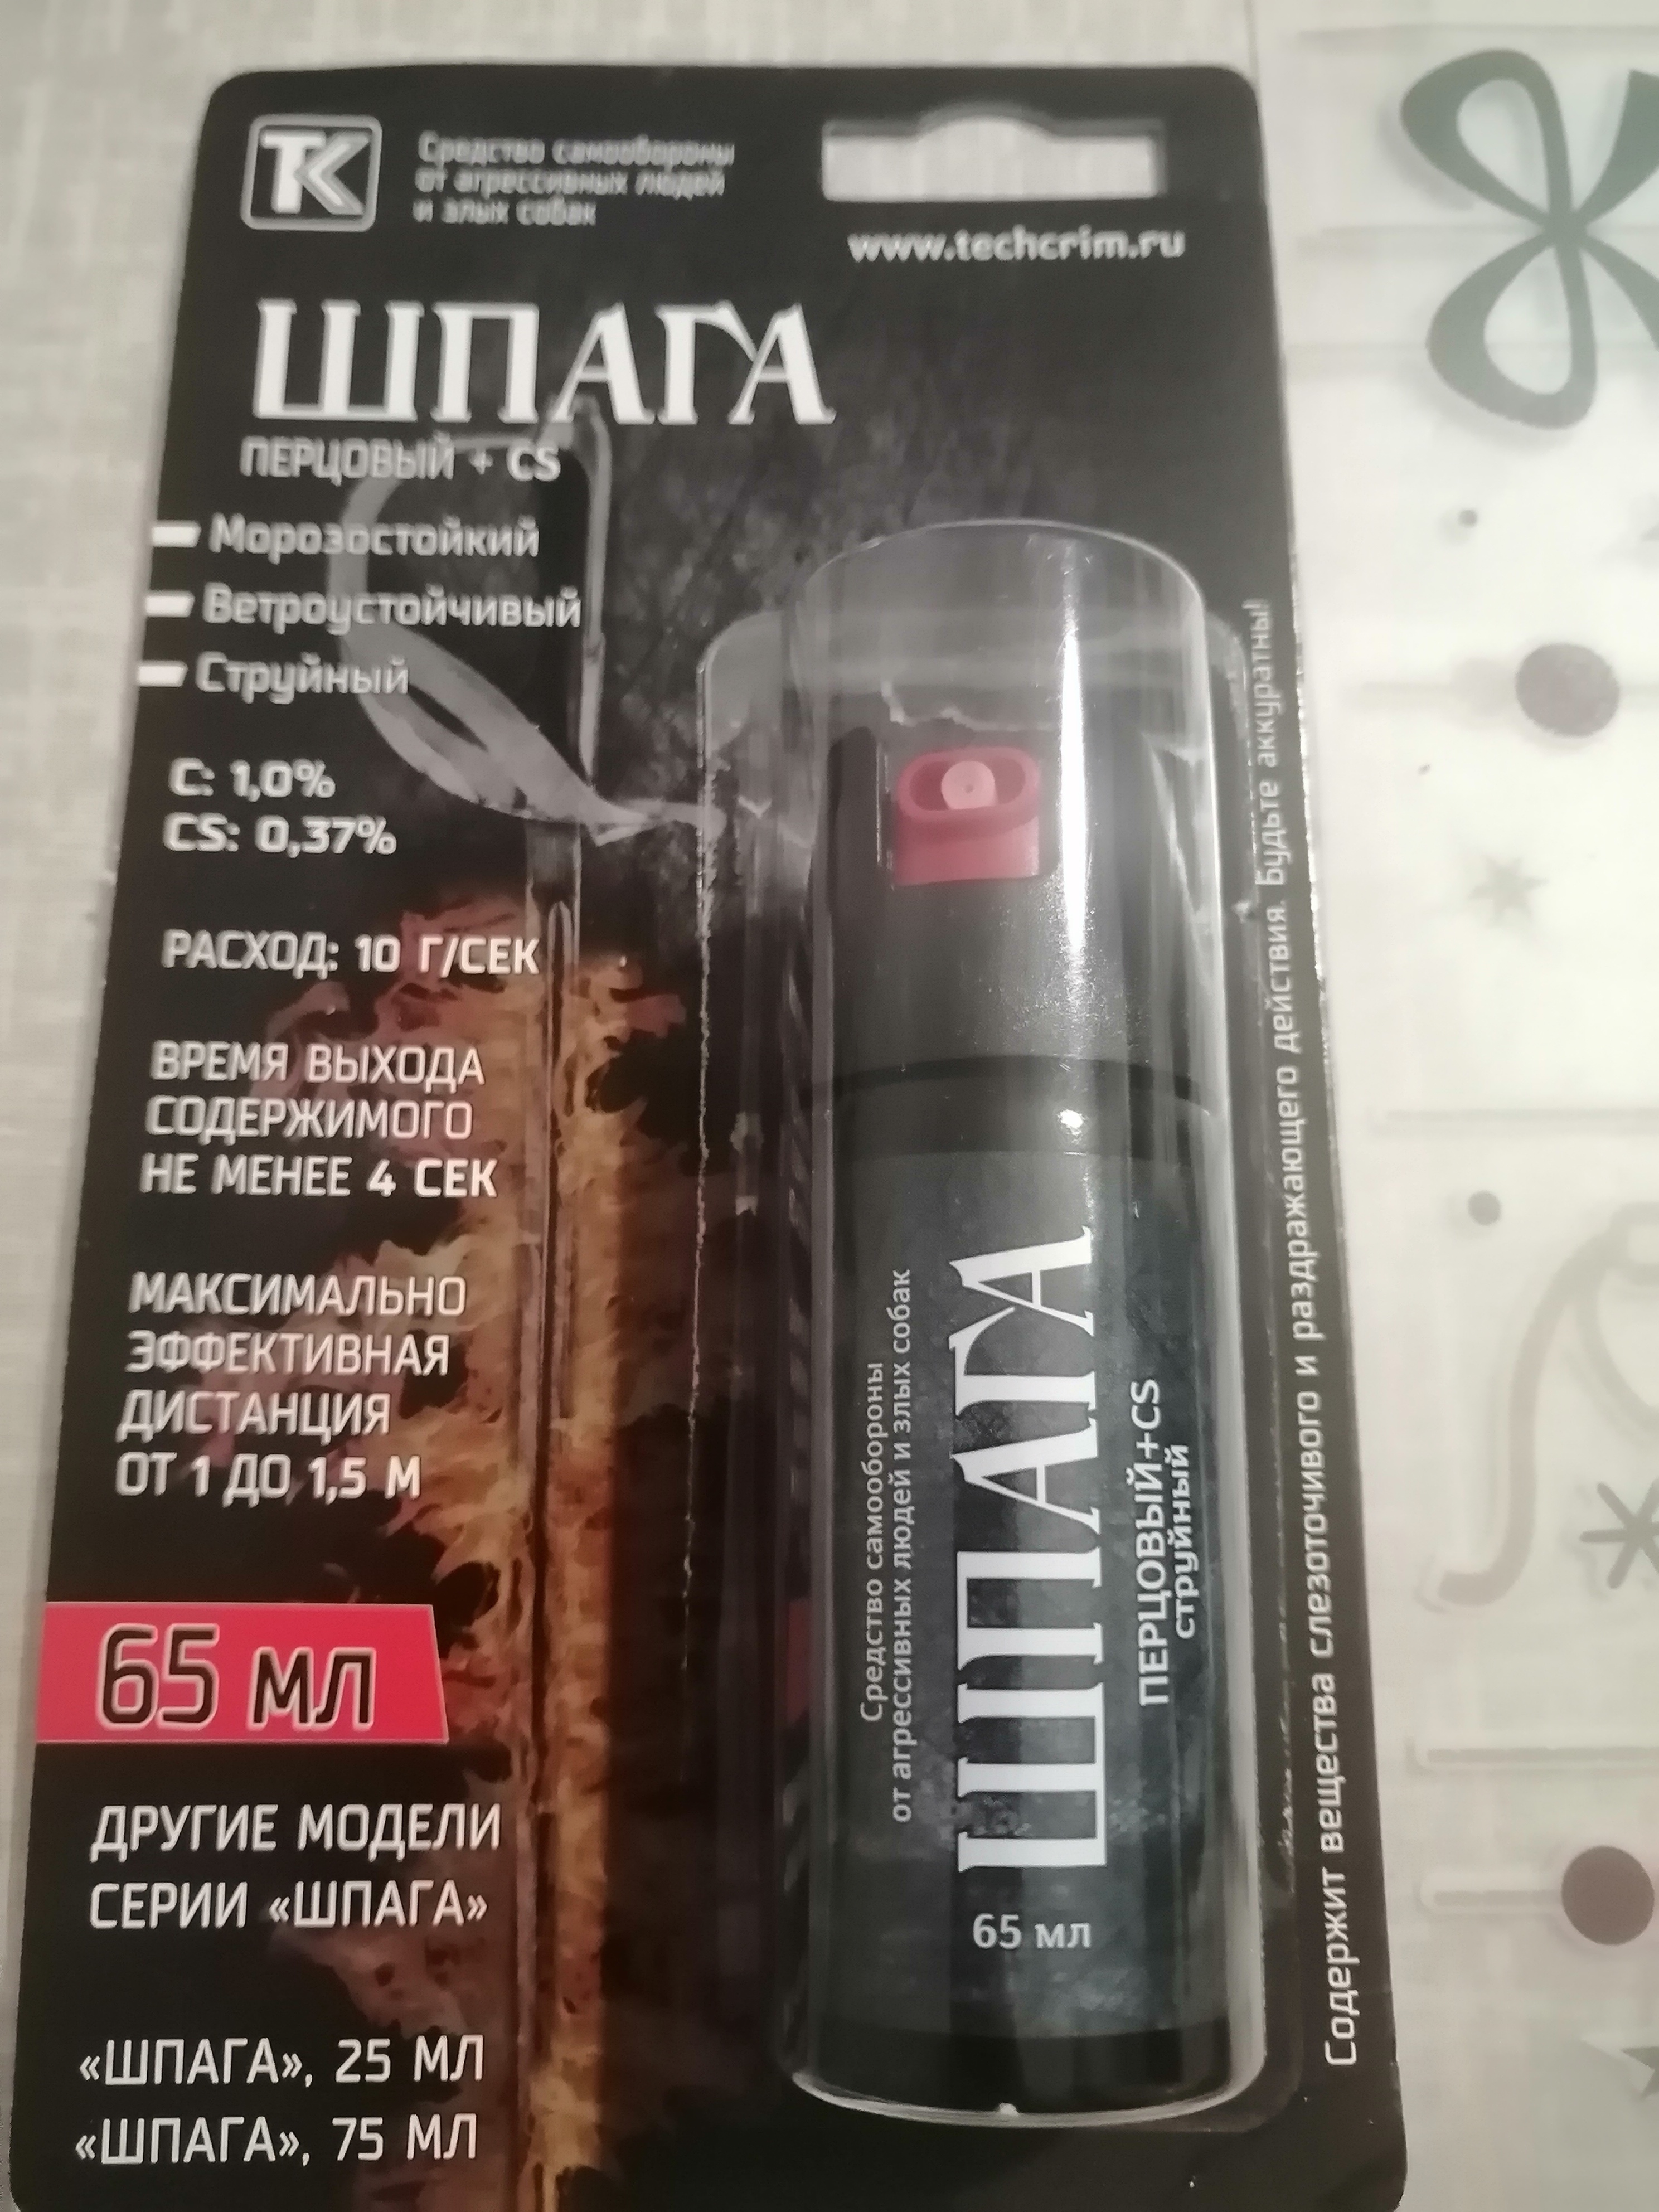 ТК
Средство самообороны
от агрессивных людей
и злых собак
www.techcrim.ru
ШПАГА
ПЕРЦОВЫЙ + CS
Морозостойкий
Ветроустойчивый
Струйный
С: 1,0%
CS: 0,37%
РАСХОД: 10 Г/СЕК
ВРЕМЯ ВЫХОДА
СОДЕРЖИМОГО
НЕ МЕНЕЕ 4 СЕК
МАКСИМАЛЬНО
ЭФФЕКТИВНАЯ
ДИСТАНЦИЯ
ОТ 1 ДО 1,5 М
65 МЛ
ДРУГИЕ МОДЕЛИ
СЕРИИ «ШПАГА»
«ШПАГА», 25 МЛ
«ШПАГА», 75 МЛ
Средство самообороны
от агрессивных людей и злых собак
ШПАГА
ПЕРЦОВЫЙ+CS
струйный
65 мл
Содержит вещества слезоточивого и раздражающего действия. Будьте аккуратны!